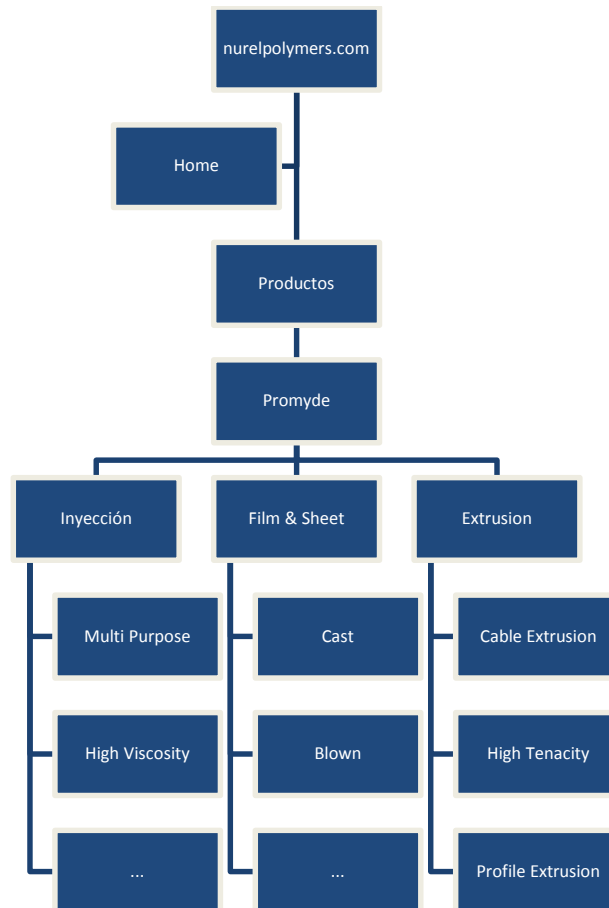 nurelpolymers.com
Home
Productos
Promyde
Inyección
Film & Sheet
Extrusion
Multi Purpose
Cast
Cable Extrusion
High Viscosity
Blown
High Tenacity
...
...
Profile Extrusion